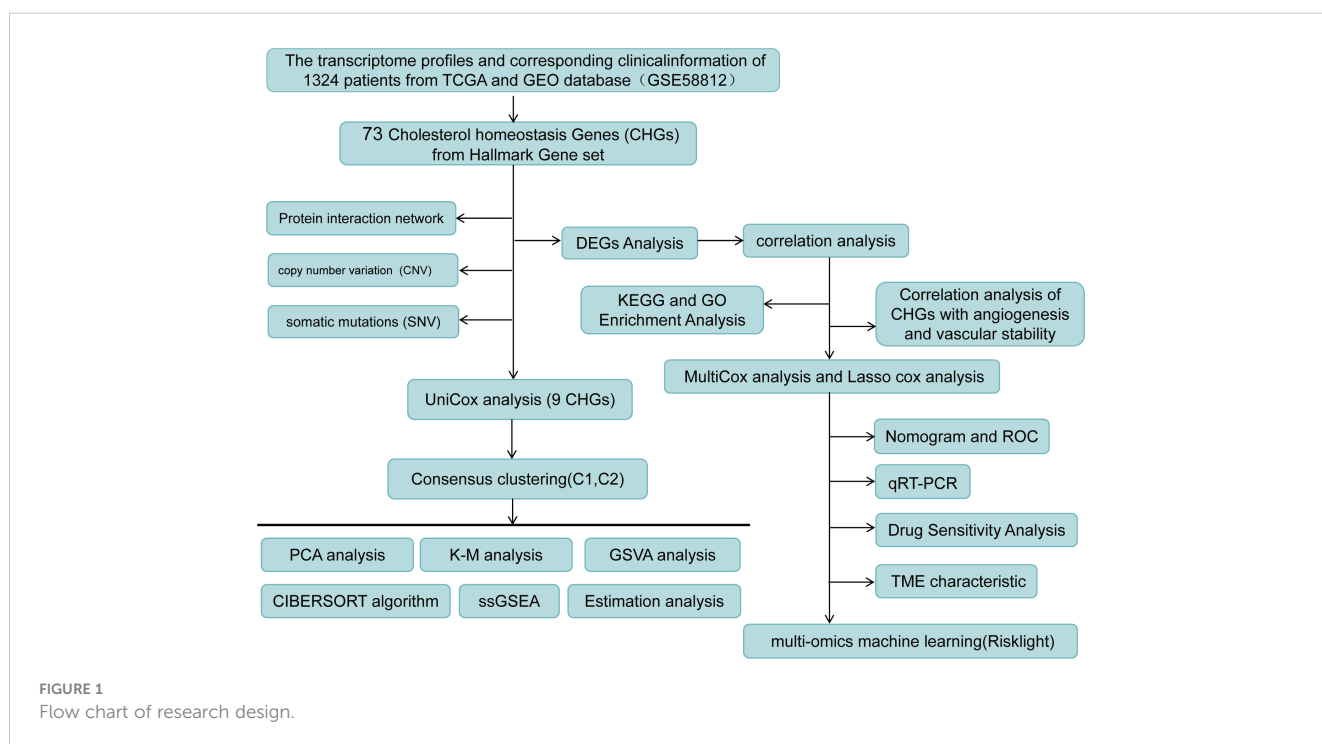 The transcriptome profiles and corresponding clinicalinformation of
1324 patients from TCGA and GEO database（GSE58812）
73 Cholesterol homeostasis Genes (CHGs)
from Hallmark Gene set
Protein interaction network
DEGs Analysis
correlation analysis
copy number variation (CNV)
KEGG and GO
Enrichment Analysis
Correlation analysis of
CHGs with angiogenesis
and vascular stability
somatic mutations (SNV)
MultiCox analysis and Lasso cox analysis
UniCox analysis (9 CHGs)
Nomogram and ROC
Consensus clustering(C1,C2)
qRT-PCR
Drug Sensitivity Analysis
PCA analysis
K-M analysis
GSVA analysis
TME characteristic
CIBERSORT algorithm
ssGSEA
Estimation analysis
multi-omics machine learning(Risklight)
FIGURE 1
Flow chart of research design.